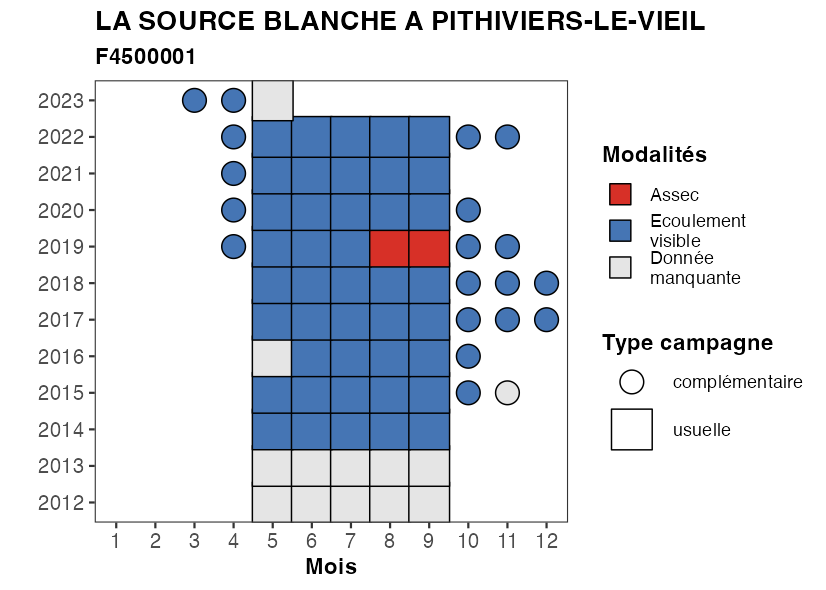 LA SOURCE BLANCHE A PITHIVIERS-LE-VIEIL
F4500001
2023
2022
2021
2020
2019
2018
2017
2016
2015
2014
2013
2012
1 2 3 4 5 6 7 8 9 10 11 12
Mois
Modalités
Assec
Ecoulement
visible
Donnée
manquante
Type campagne
complémentaire
usuelle